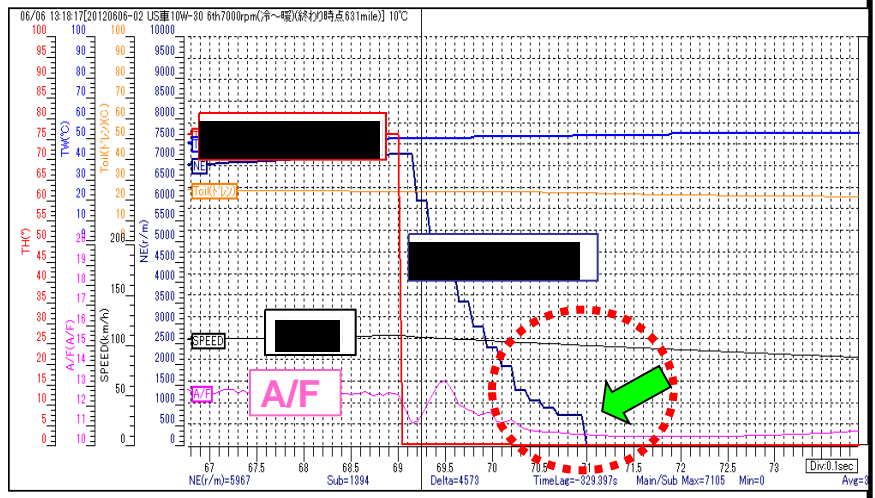 06/06 13:18:17[20120606-02 US車10W-30 6th7000rpm(冷～暖)(終わり時点631mile)] 10℃
100 100 100 10000
95 90 90 9500
90 80 80 9000
85 70 70 8500
80 60 60 8000
75 50 50 7500
70 40 40 7000
65 30 30 6500
60 20 20 6000
55 10 10 5500
50 0 5000
45 4500
40 4000
35 3500
30 3000
25 2500
20 2000
15 1500
10 1000
5 500
0 0
20
19
18
17
16
15
14
13
12
11
10
200
150
100
50
0
TH(°)
TW(℃)
Toil(ﾄﾞﾚﾝ)(C)
A/F(A/F)
SPEED(km/h)
NE(r/m)
NE
Toil(ﾄﾞﾚﾝ)
SPEED
A/F
A/F
67 67.5 68 68.5 69 69.5 70 70.5 71 71.5 72 72.5 73
Div:0.1sec
NE(r/m)=5967 Sub=1394 Delta=4573 TimeLag=-329.397s Main/Sub Max=7105 Min=0 Avg=3